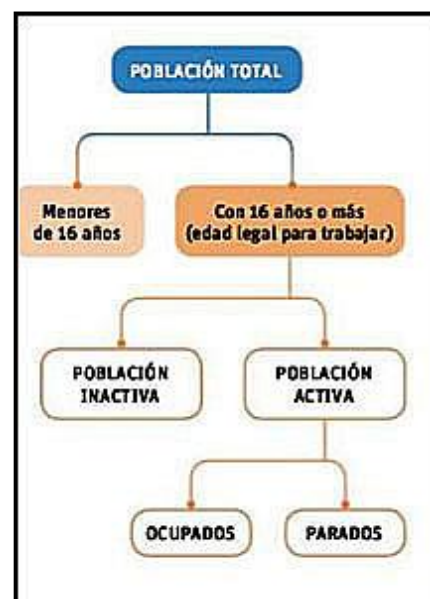 POBLACIÓN TOTAL
Menores
de 16 años
Con 16 años o más
(edad legal para trabajar)
POBLACIÓN
INACTIVA
POBLACIÓN
ACTIVA
OCUPADOS
PARADOS